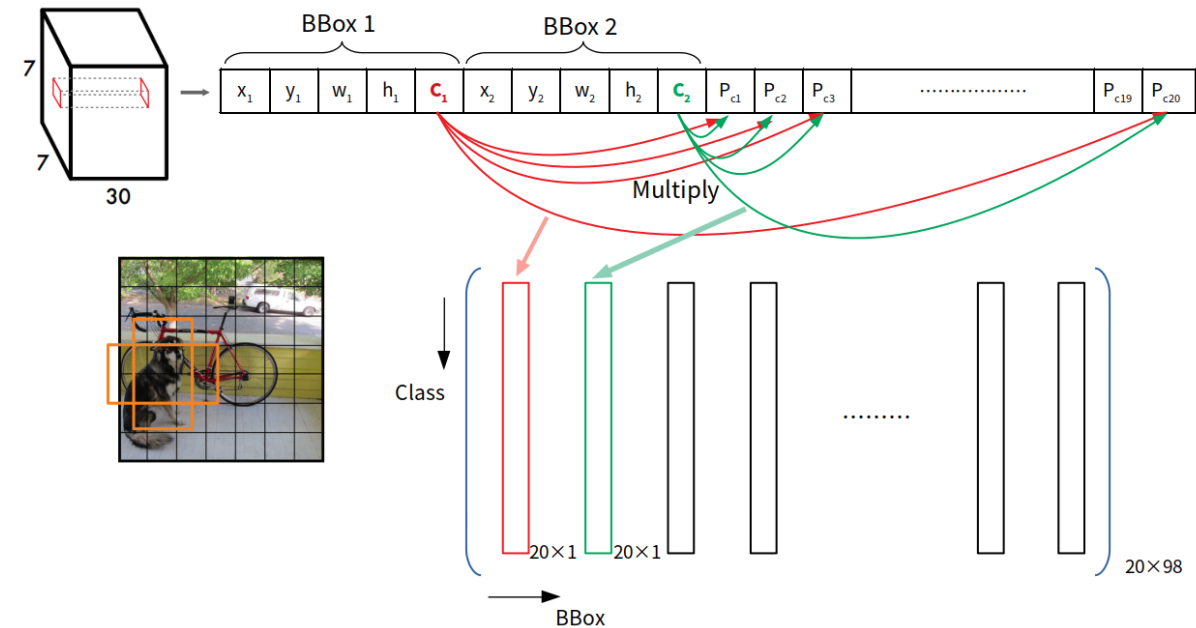 BBox 1
BBox 2
7
x₁ y₁ w₁ h₁ C₁ x₂ y₂ w₂ h₂ C₂ Pc1 Pc2 Pc3 ................... Pc19 Pc20
7
30
Multiply
Class
.........
20×1 20×1
20×98
BBox